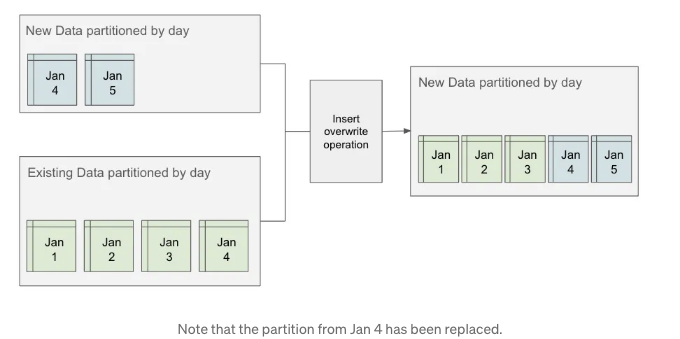 New Data partitioned by day
Jan
4
Jan
5
Existing Data partitioned by day
Jan
1
Jan
2
Jan
3
Jan
4
Insert
overwrite
operation
New Data partitioned by day
Jan
1
Jan
2
Jan
3
Jan
4
Jan
5
Note that the partition from Jan 4 has been replaced.